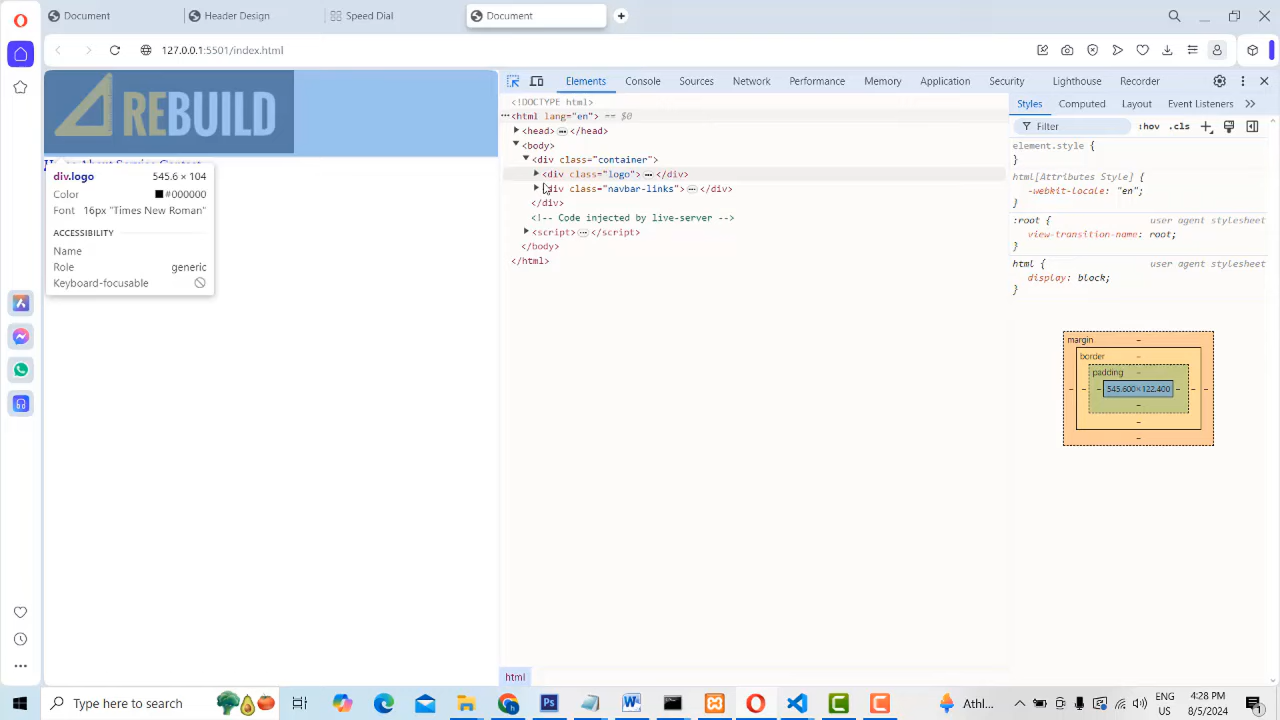 Document
Header Design
Speed Dial
Document
127.0.0.1:5501/index.html
REBUILD
About Service Contact
div.logo 545.6 × 104
Color #000000
Font 16px "Times New Roman"
ACCESSIBILITY
Name
Role generic
Keyboard-focusable
Elements Console Sources Network Performance Memory Application Security Lighthouse Recorder
<!DOCTYPE html>
<html lang="en"> == $0
<head> </head>
<body>
<div class="container">
<div class="logo"> </div>
<div class="navbar-links"> </div>
</div>
<!-- Code injected by live-server -->
<script> </script>
</body>
</html>
html
Styles Computed Layout Event Listeners
Filter :hov .cls
element.style {
}
html[Attributes Style] {
-webkit-locale: "en";
}
:root { user agent stylesheet
view-transition-name: root;
}
html { user agent stylesheet
display: block;
}
margin –
border –
padding –
– – – 545.600×122.400 – – –
–
–
–
Type here to search
Athl...
ENG
US
4:28 PM
8/5/2024